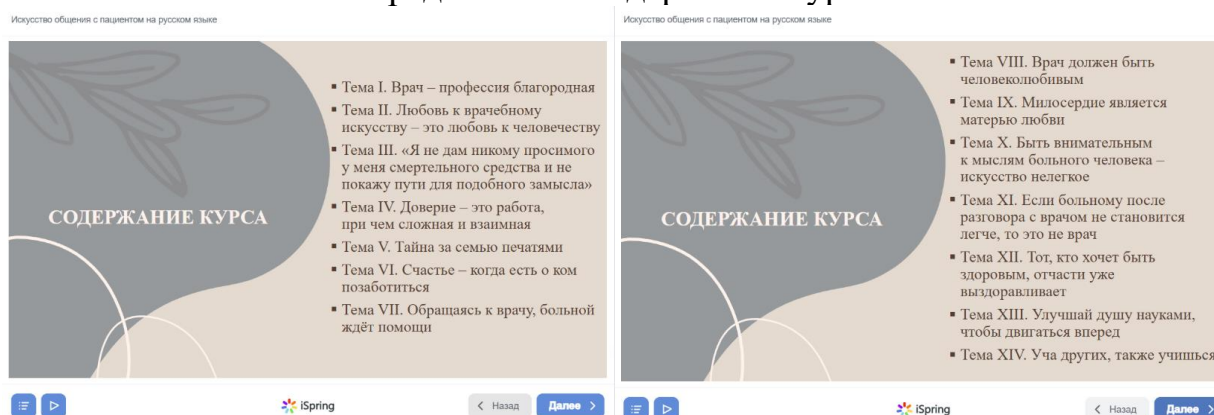 Искусство общения с пациентом на русском языке
СОДЕРЖАНИЕ КУРСА
▪ Тема I. Врач – профессия благородная
▪ Тема II. Любовь к врачебному
искусству – это любовь к человечеству
▪ Тема III. «Я не дам никому просимого
у меня смертельного средства и не
покажу пути для подобного замысла»
▪ Тема IV. Доверие – это работа,
при чем сложная и взаимная
▪ Тема V. Тайна за семью печатями
▪ Тема VI. Счастье – когда есть о ком
позаботиться
▪ Тема VII. Обращаясь к врачу, больной
ждёт помощи
iSpring
Назад
Далее
Искусство общения с пациентом на русском языке
СОДЕРЖАНИЕ КУРСА
▪ Тема VIII. Врач должен быть
человеколюбивым
▪ Тема IX. Милосердие является
матерью любви
▪ Тема X. Быть внимательным
к мыслям больного человека –
искусство нелегкое
▪ Тема XI. Если больному после
разговора с врачом не становится
легче, то это не врач
▪ Тема XII. Тот, кто хочет быть
здоровым, отчасти уже
выздоравливает
▪ Тема XIII. Улучшай душу науками,
чтобы двигаться вперед
▪ Тема XIV. Уча других, также учишься
iSpring
Назад
Далее